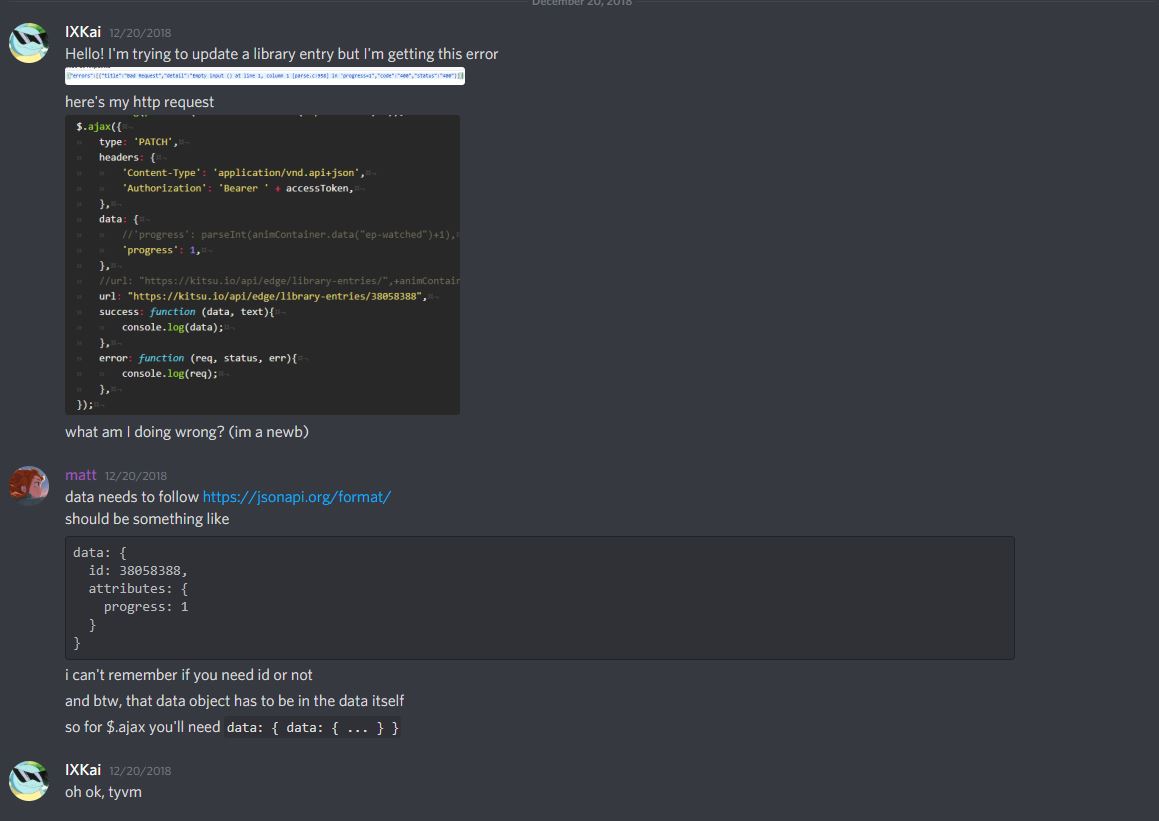 December 20, 2018
IXKai 12/20/2018
Hello! I'm trying to update a library entry but I'm getting this error
{"errors":[{"title":"Bad Request","detail":"Empty input () at line 1, column 1 [parse.c:958] in 'progress=1","code":"400","status":"400"}]}
here's my http request
$.ajax({
type: 'PATCH',
headers: {
'Content-Type': 'application/vnd.api+json',
'Authorization': 'Bearer ' + accessToken,
},
data: {
//'progress': parseInt(animContainer.data("ep-watched")+1),
'progress': 1,
},
//url: "https://kitsu.io/api/edge/library-entries/",+animContain
url: "https://kitsu.io/api/edge/library-entries/38058388",
success: function (data, text){
console.log(data);
},
error: function (req, status, err){
console.log(req);
},
});
what am I doing wrong? (im a newb)
matt 12/20/2018
data needs to follow https://jsonapi.org/format/
should be something like
data: {
id: 38058388,
attributes: {
progress: 1
}
}
i can't remember if you need id or not
and btw, that data object has to be in the data itself
so for $.ajax you'll need data: { data: { ... } }
IXKai 12/20/2018
oh ok, tyvm